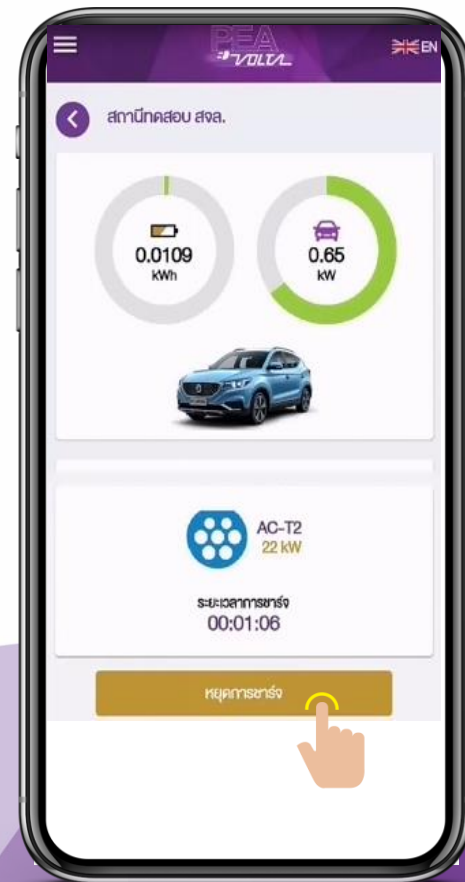 PEA
VOLTA
EN
สถานีทดสอบ สจล.
0.0109
kWh
0.65
kW
AC-T2
22 kW
ระยะเวลาการชาร์จ
00:01:06
หยุดการชาร์จ